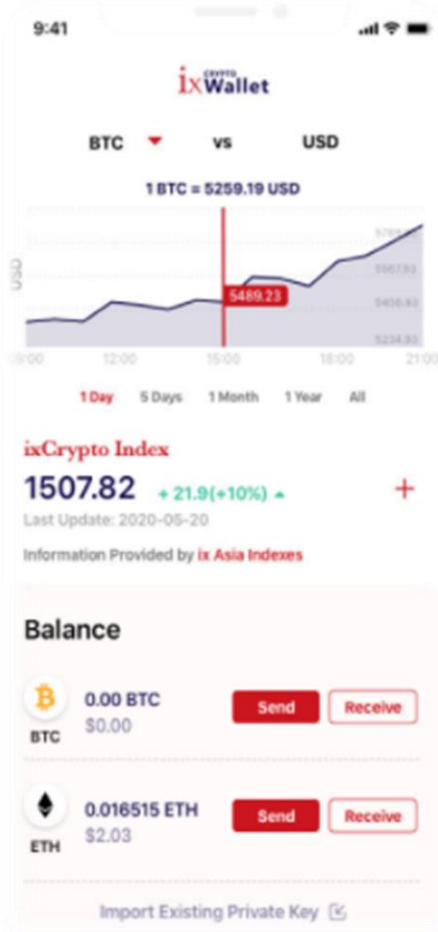 9:41
ix CRYPTO Wallet
BTC vs USD
1 BTC = 5259.19 USD
USD
5489.23
5234.93
12:00 15:00 18:00 21:00
1 Day 5 Days 1 Month 1 Year All
ixCrypto Index
1507.82 + 21.9(+10%)
Last Update: 2020-05-20
Information Provided by ix Asia Indexes
Balance
0.00 BTC Send Receive
$0.00
BTC
0.016515 ETH Send Receive
$2.03
ETH
Import Existing Private Key